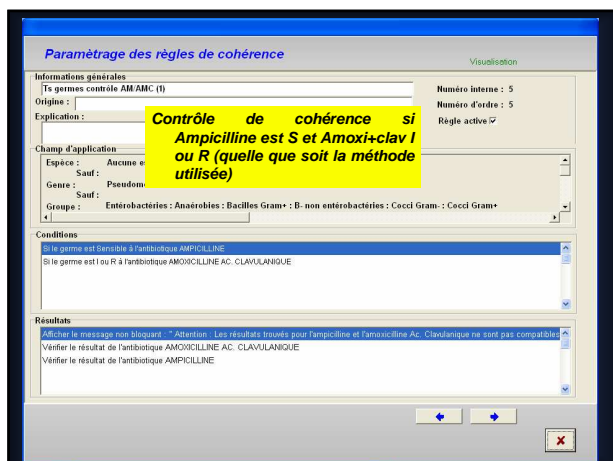 Paramètrage des règles de cohérence
Visualisation
Informations générales
Ts germes contrôle AM/AMC (1)
Numéro interne : 5
Origine :
Numéro d'ordre : 5
Explication :
Règle active
Contrôle de cohérence si
Ampicilline est S et Amoxi+clav I
ou R (quelle que soit la méthode
utilisée)
Champ d'application
Espèce : Aucune es
Sauf :
Genre :
Sauf :
Groupe : Entérobactéries : Anaérobies : Bacilles Gram+ : B- non entérobactéries : Cocci Gram- : Cocci Gram+
Conditions
Si le germe est Sensible à l'antibiotique AMPICILLINE
Si le germe est I ou R à l'antibiotique AMOXICILLINE AC. CLAVULANIQUE
Résultats
Afficher le message non bloquant : " Attention : Les résultats trouvés pour l'ampicilline et l'amoxicilline Ac. Clavulanique ne sont pas compatibles
Vérifier le résultat de l'antibiotique AMOXICILLINE AC. CLAVULANIQUE
Vérifier le résultat de l'antibiotique AMPICILLINE